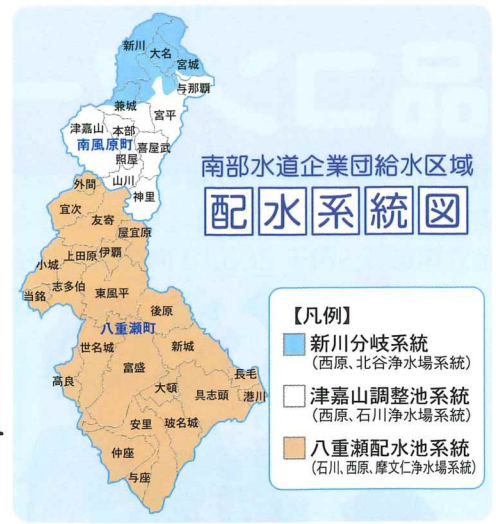 新川
大名
宮城
与那覇
兼城
宮平
津嘉山
本部
南風原町
喜屋武
照屋
山川
神里
南部水道企業団給水区域
配水系統図
外間
宜次
友寄
屋宜原
小城
上田原
伊覇
当銘
志多伯
東風平
後原
八重瀬町
世名城
新城
富盛
高良
大頓
長毛
具志頭
港川
安里
玻名城
仲座
与座
【凡例】
新川分岐系統
(西原、北谷浄水場系統)
津嘉山調整池系統
(西原、石川浄水場系統)
八重瀬配水池系統
(石川、西原、摩文仁浄水場系統)